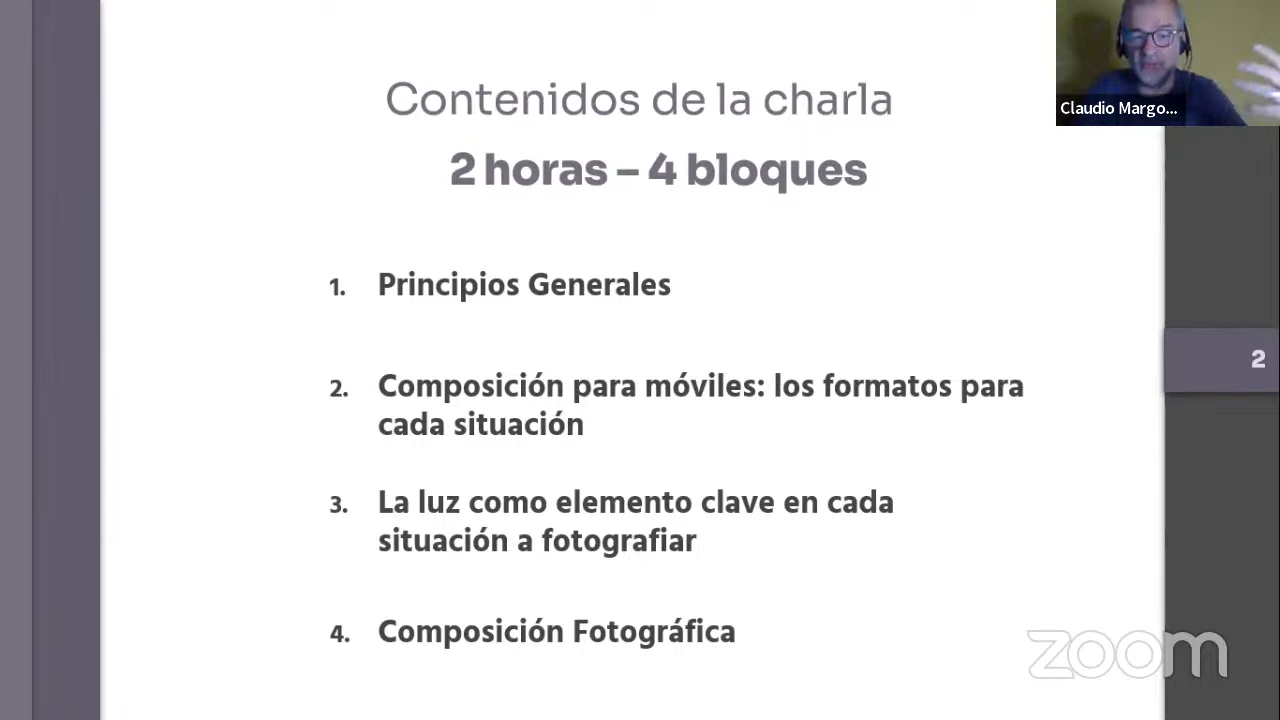 Contenidos de la charla
2 horas – 4 bloques
1. Principios Generales
2. Composición para móviles: los formatos para
cada situación
3. La luz como elemento clave en cada
situación a fotografiar
4. Composición Fotográfica
Claudio Margo...
2
zoom